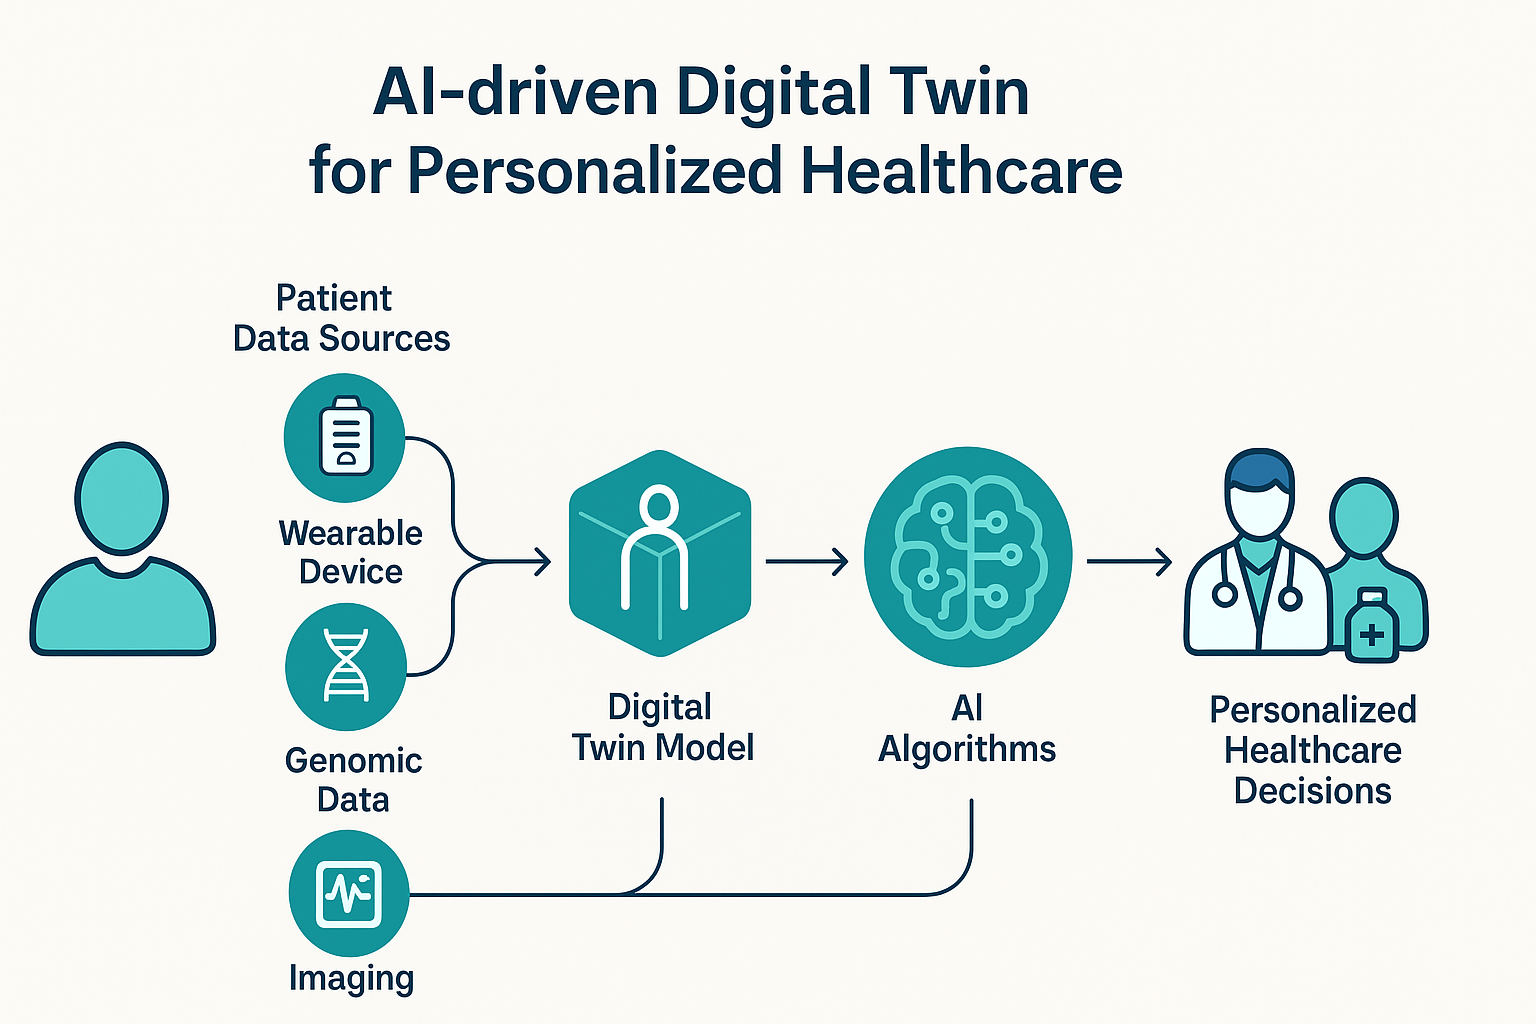 AI-driven Digital Twin
for Personalized Healthcare
Patient
Data Sources
Wearable
Device
Genomic
Data
Imaging
Digital
Twin Model
AI
Algorithms
Personalized
Healthcare
Decisions